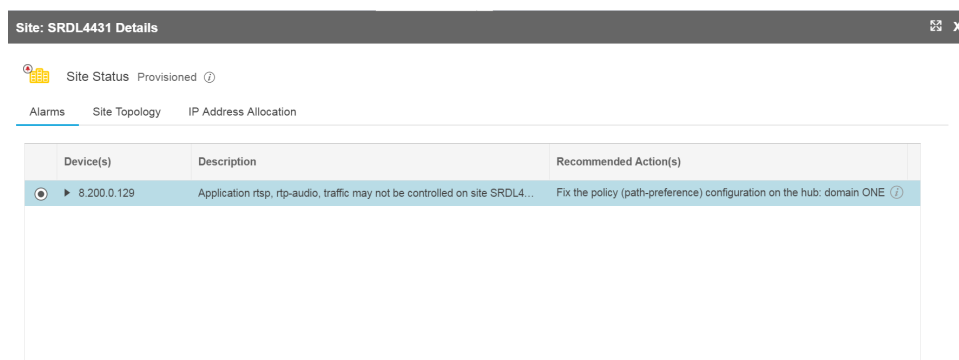 Site: SRDL4431 Details
X
Site Status Provisioned i
Alarms Site Topology IP Address Allocation
Device(s) Description Recommended Action(s)
8.200.0.129 Application rtsp, rtp-audio, traffic may not be controlled on site SRDL4... Fix the policy (path-preference) configuration on the hub: domain ONE i